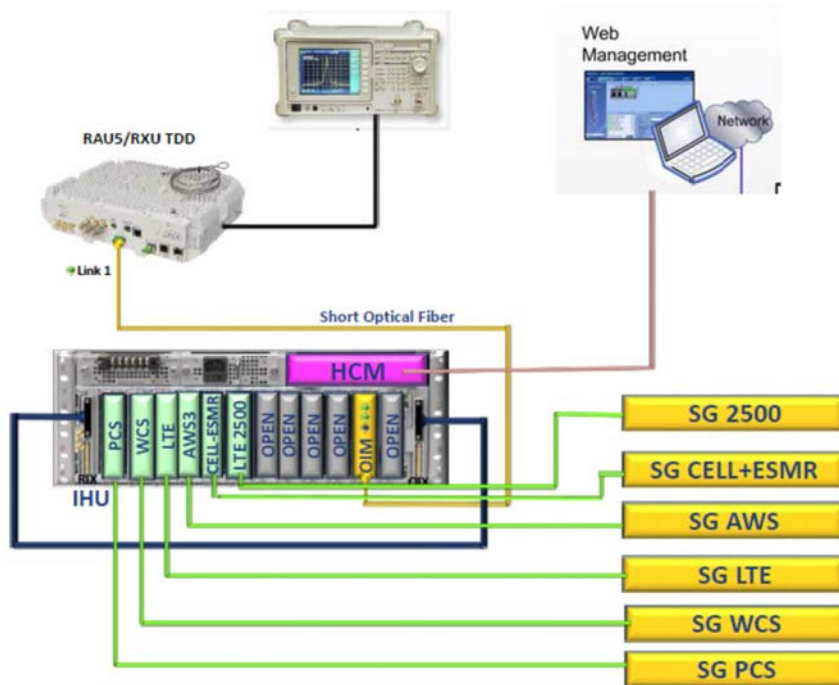 Web
Management
Network
RAU5/RXU TDD
Link 1
Short Optical Fiber
HCM
PCS
WCS
LTE
AWS3
CELL-ESMR
LTE 2500
OPEN
OPEN
OPEN
OPEN
OIM
OPEN
RIX
IHU
SG 2500
SG CELL+ESMR
SG AWS
SG LTE
SG WCS
SG PCS